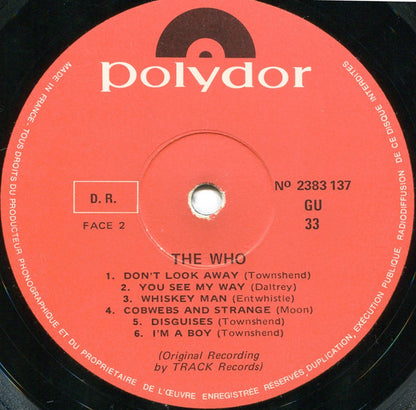 polydor
MADE IN FRANCE · TOUS DROITS DU PRODUCTEUR PHONOGRAPHIQUE ET DU PROPRIETAIRE DE L'ŒUVRE ENREGISTRÉE RÉSERVÉS, DUPLICATION, EXÉCUTION PUBLIQUE, RADIODIFFUSION DE CE DISQUE INTERDITES
D. R.
FACE 2
Nº 2383 137
GU
33
THE WHO
1. DON'T LOOK AWAY (Townshend)
2. YOU SEE MY WAY (Daltrey)
3. WHISKEY MAN (Entwhistle)
4. COBWEBS AND STRANGE (Moon)
5. DISGUISES (Townshend)
6. I'M A BOY (Townshend)
(Original Recording
by TRACK Records)